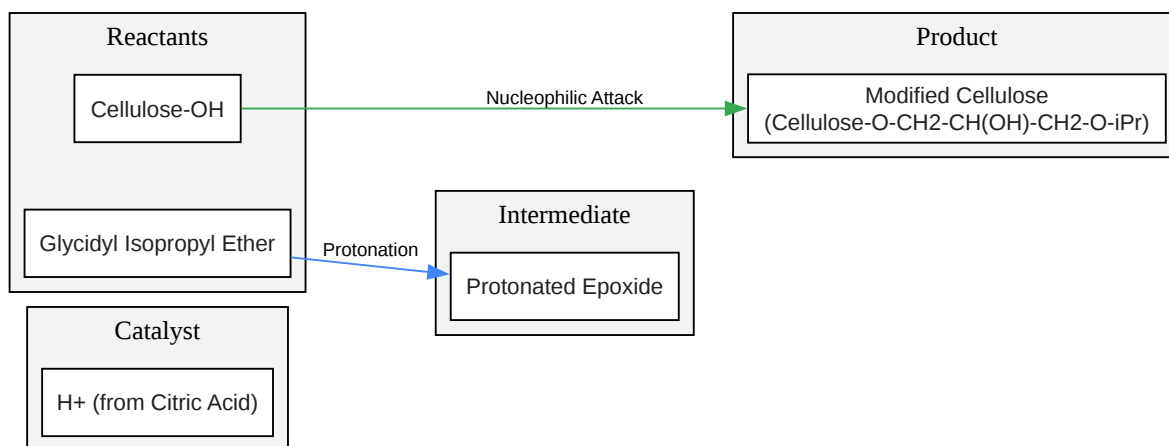 Reactants
Product
Cellulose-OH
Nucleophilic Attack
Modified Cellulose
(Cellulose-O-CH2-CH(OH)-CH2-O-iPr)
Glycidyl Isopropyl Ether
Protonation
Intermediate
Protonated Epoxide
Catalyst
H+ (from Citric Acid)